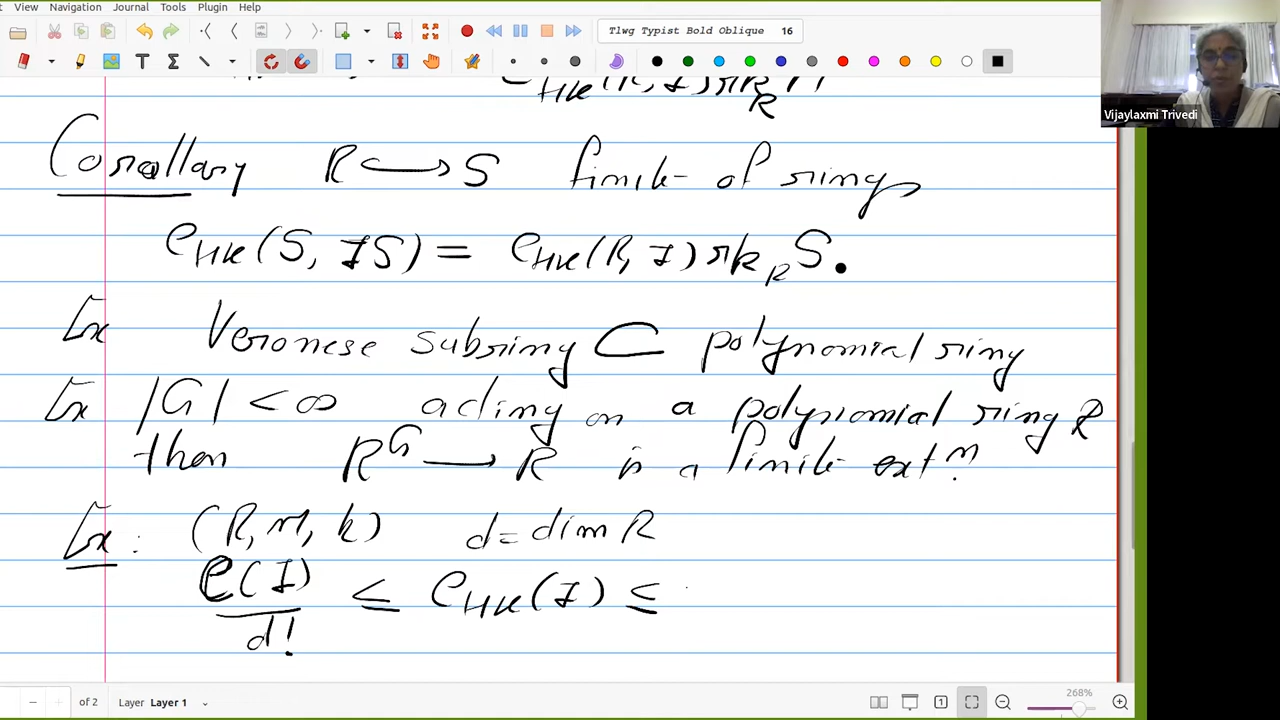 View Navigation Journal Tools Plugin Help
Tlwg Typist Bold Oblique 16
Vijaylaxmi Trivedi
e_HK(R, I) rk_R M
Corollary R ↪ S finite of rings
e_HK(S, IS) = e_HK(R, I) rk_R S.
Ex Veronese subring ⊂ polynomial ring
Ex |G| < ∞ acting on a polynomial ring R
then R^G → R is a finite ext^n.
Ex: (R, m, k) d = dim R
e(I)/d! ≤ e_HK(I) ≤
of 2 Layer Layer 1 268%